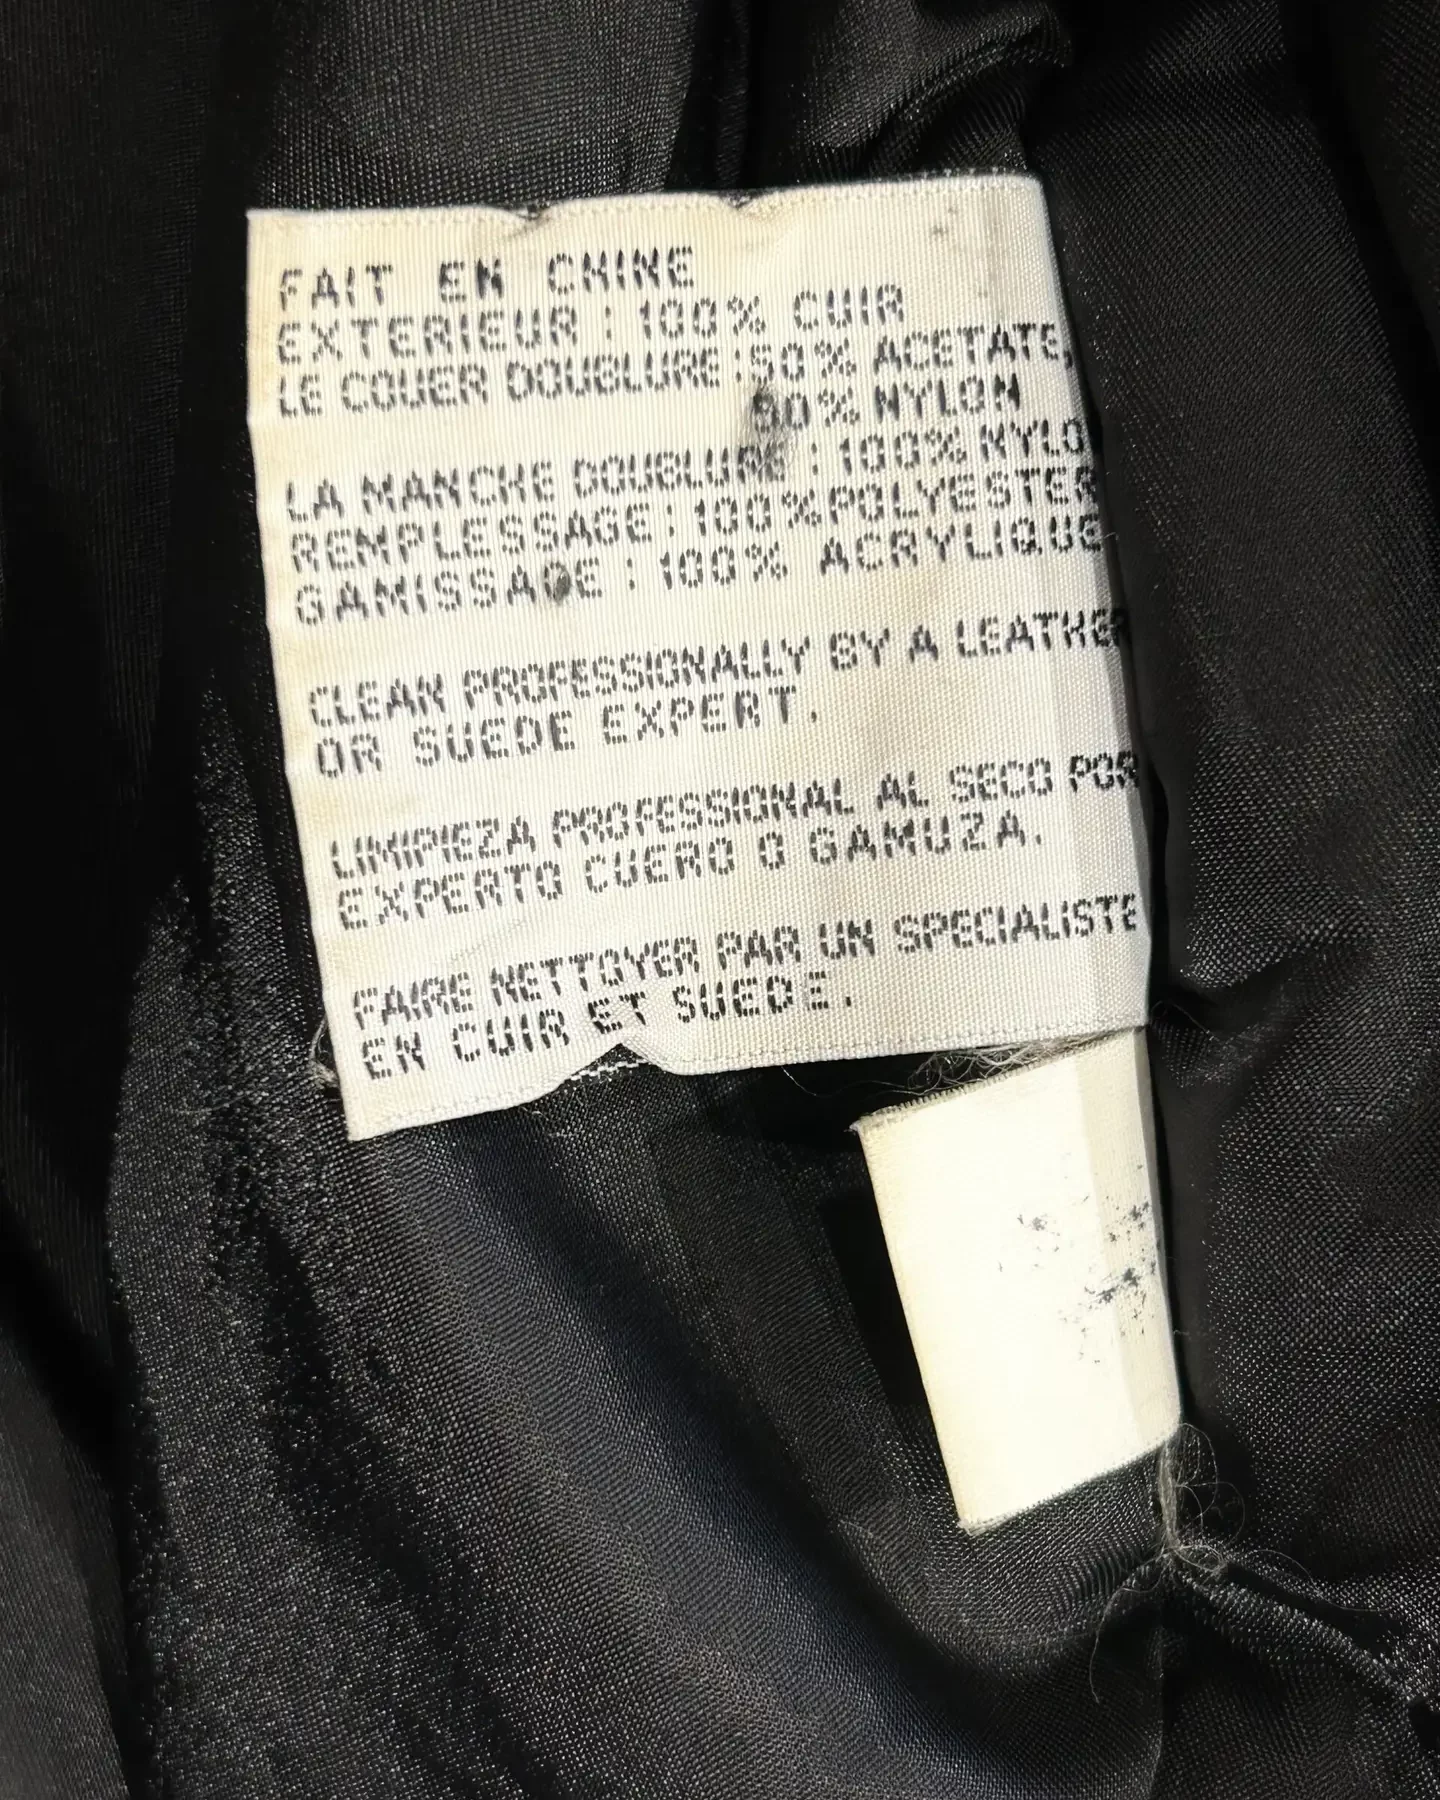 FAIT EN CHINE
EXTERIEUR : 100% CUIR
LE COUER DOUBLURE :50% ACETATE,
50% NYLON
LA MANCHE DOUBLURE : 100% NYLO
REMPLESSAGE : 100% POLYESTER
GAMISSAGE : 100% ACRYLIQUE
CLEAN PROFESSIONALLY BY A LEATHER
OR SUEDE EXPERT.
LIMIPIEZA PROFESSIONAL AL SECO POR
EXPERTO CUERO O GAMUZA.
FAIRE NETTOYER PAR UN SPECIALISTE
EN CUIR ET SUEDE.